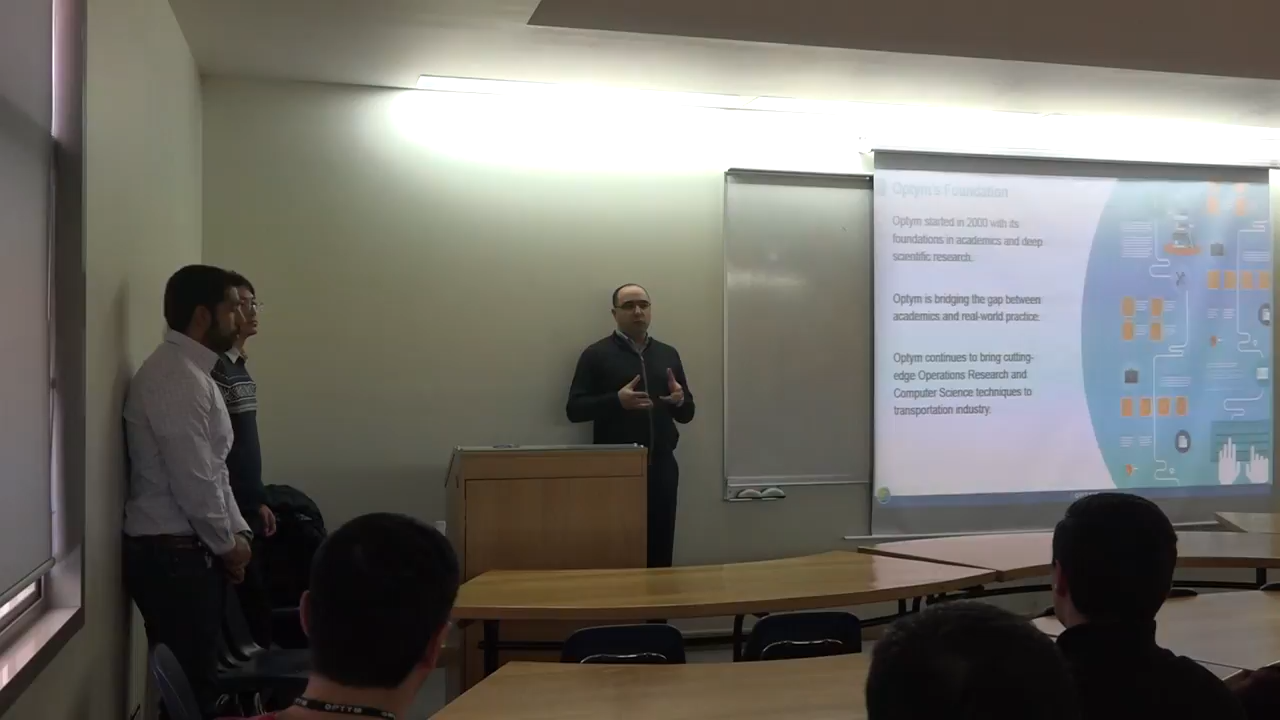 Optym's Foundation
Optym started in 2000 with its
foundations in academics and deep
scientific research.
Optym is bridging the gap between
academics and real-world practice.
Optym continues to bring cutting-
edge Operations Research and
Computer Science techniques to
transportation industry.
OPTYM